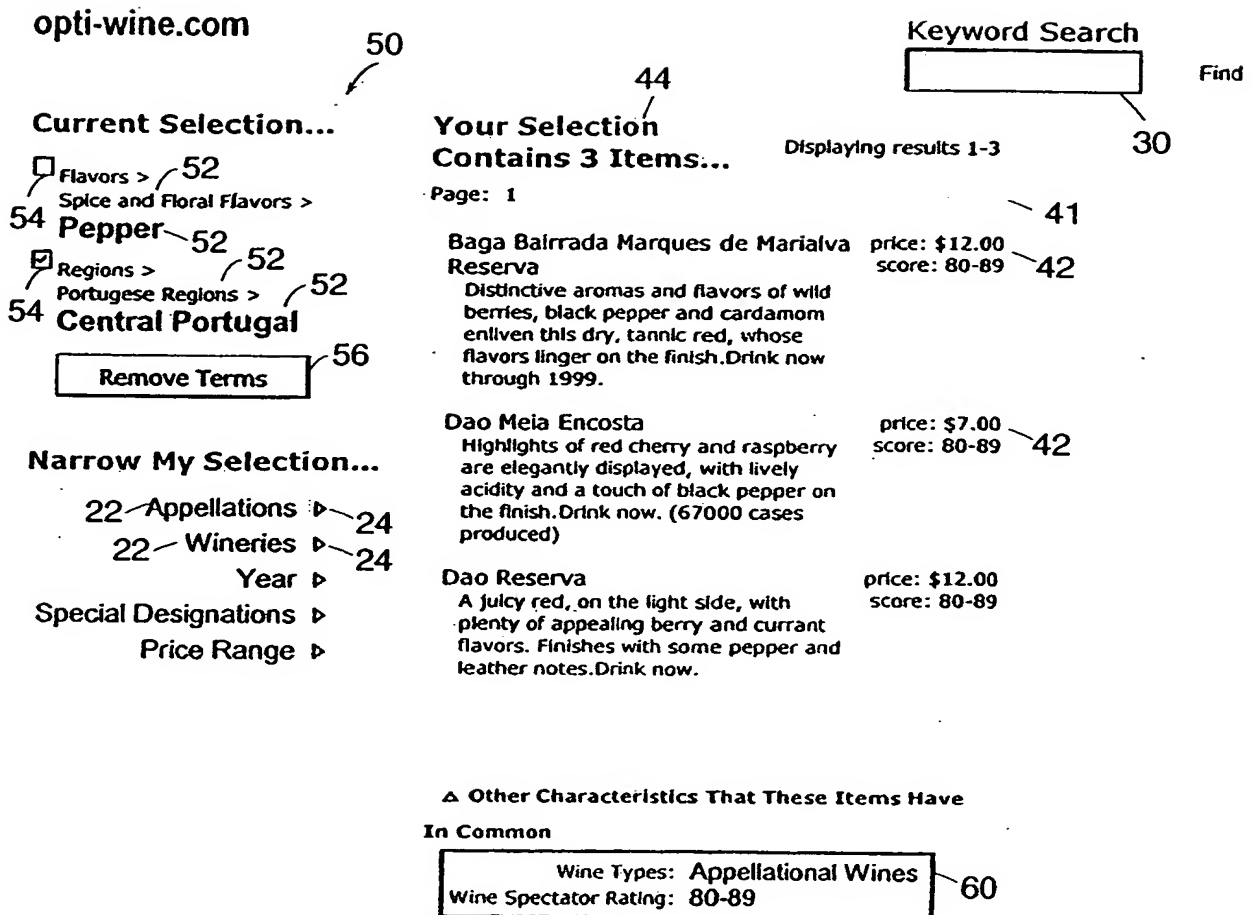 opti-wine.com
50
Keyword Search
Find
30
44
Current Selection...
Flavors > 52
Spice and Floral Flavors >
54 Pepper 52
Regions > 52
Portugese Regions > 52
54 Central Portugal
Remove Terms 56
Narrow My Selection...
22 Appellations 24
22 Wineries 24
Year
Special Designations
Price Range
Your Selection
Contains 3 Items...
Displaying results 1-3
Page: 1
41
Baga Bairrada Marques de Marialva price: $12.00
Reserva score: 80-89 42
Distinctive aromas and flavors of wild
berries, black pepper and cardamom
enliven this dry, tannic red, whose
flavors linger on the finish.Drink now
through 1999.
Dao Meia Encosta price: $7.00
Highlights of red cherry and raspberry score: 80-89 42
are elegantly displayed, with lively
acidity and a touch of black pepper on
the finish.Drink now. (67000 cases
produced)
Dao Reserva price: $12.00
A juicy red, on the light side, with score: 80-89
plenty of appealing berry and currant
flavors. Finishes with some pepper and
leather notes.Drink now.
Other Characteristics That These Items Have
In Common
Wine Types: Appellational Wines
Wine Spectator Rating: 80-89
60